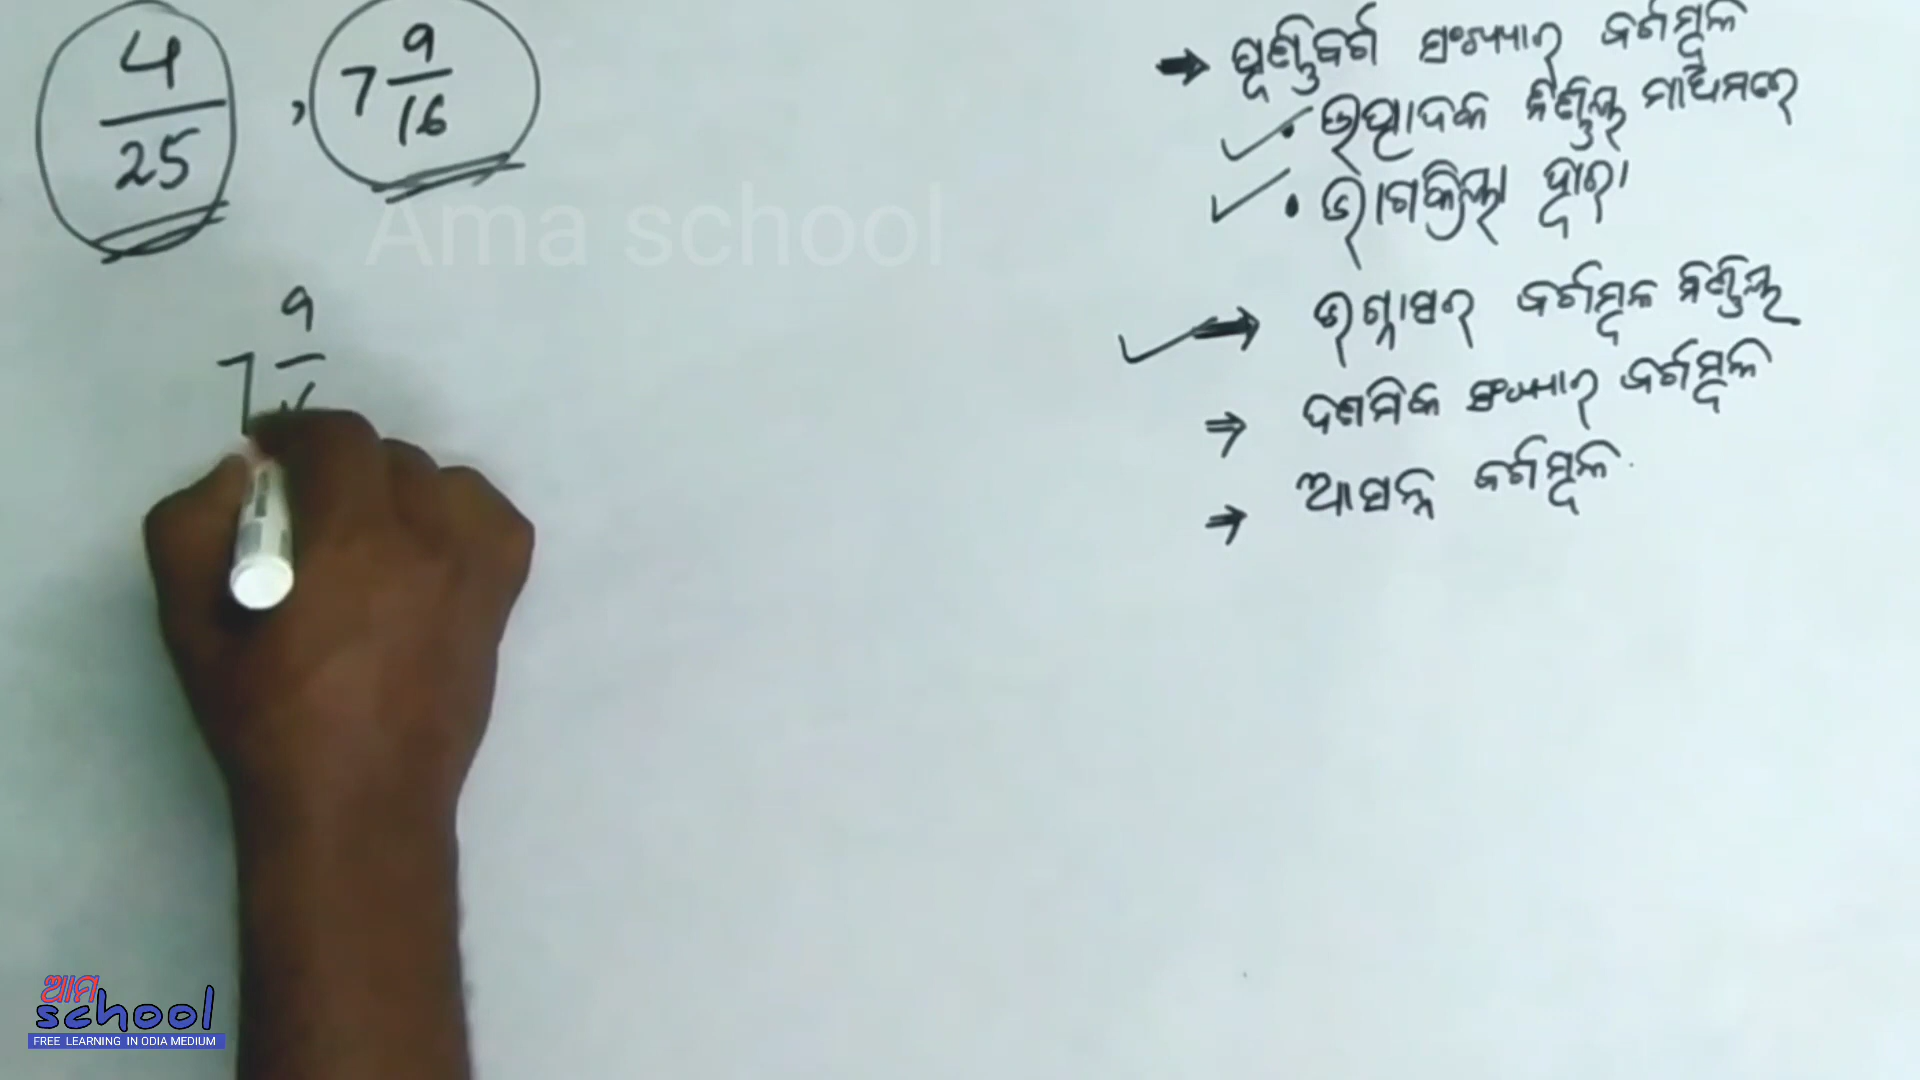 4/25 , 7 9/16
➡ ପୂର୍ଣ୍ଣବର୍ଗ ସଂଖ୍ୟାର ବର୍ଗମୂଳ
• ଉତ୍ପାଦକ ନିର୍ଣ୍ଣୟ ମାଧ୍ୟମରେ
• ଭାଗକ୍ରିୟା ଦ୍ୱାରା
➡ ଭଗ୍ନାଂଶର ବର୍ଗମୂଳ ନିର୍ଣ୍ଣୟ
⇒ ଦଶମିକ ସଂଖ୍ୟାର ବର୍ଗମୂଳ
⇒ ଆସନ୍ନ ବର୍ଗମୂଳ
7 9/
Ama school
ଆମ
school
FREE LEARNING IN ODIA MEDIUM